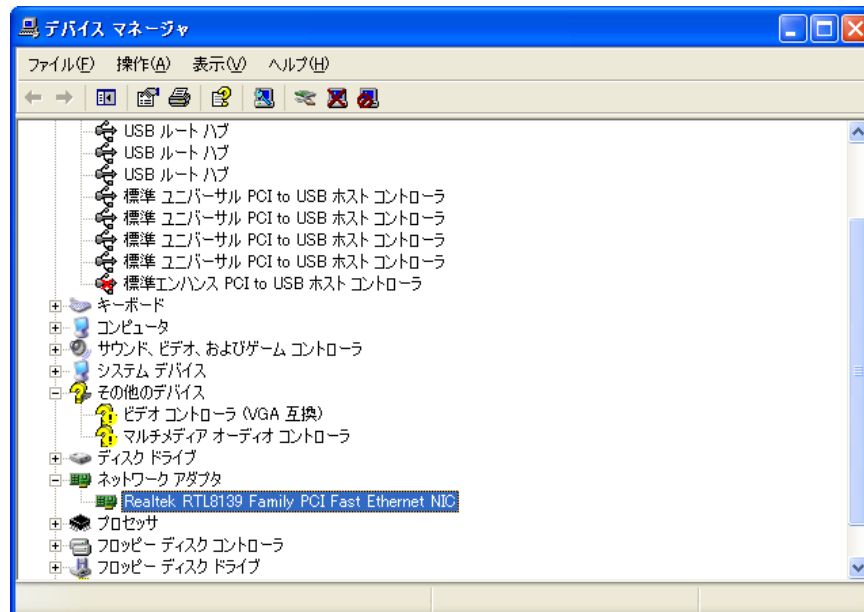 デバイス マネージャ
ファイル(F) 操作(A) 表示(V) ヘルプ(H)
USB ルート ハブ
USB ルート ハブ
USB ルート ハブ
標準 ユニバーサル PCI to USB ホスト コントローラ
標準 ユニバーサル PCI to USB ホスト コントローラ
標準 ユニバーサル PCI to USB ホスト コントローラ
標準 ユニバーサル PCI to USB ホスト コントローラ
標準エンハンス PCI to USB ホスト コントローラ
キーボード
コンピュータ
サウンド、ビデオ、およびゲーム コントローラ
システム デバイス
その他のデバイス
ビデオ コントローラ (VGA 互換)
マルチメディア オーディオ コントローラ
ディスク ドライブ
ネットワーク アダプタ
Realtek RTL8139 Family PCI Fast Ethernet NIC
プロセッサ
フロッピー ディスク コントローラ
フロッピー ディスク ドライブ